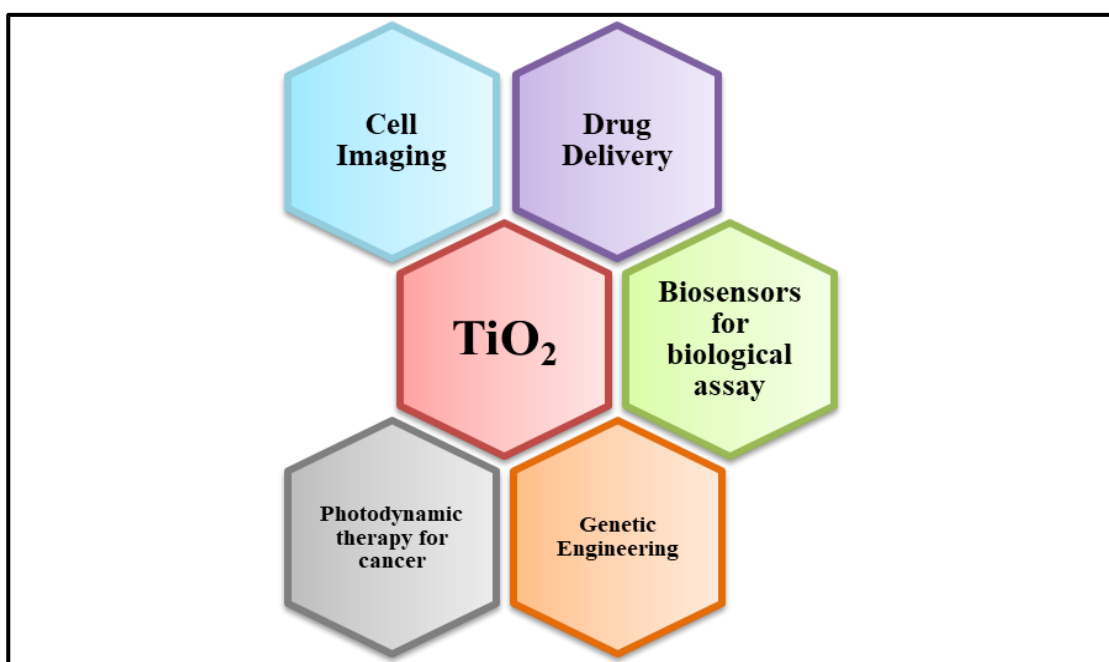 Cell
Imaging
Drug
Delivery
TiO₂
Biosensors
for
biological
assay
Photodynamic
therapy for
cancer
Genetic
Engineering